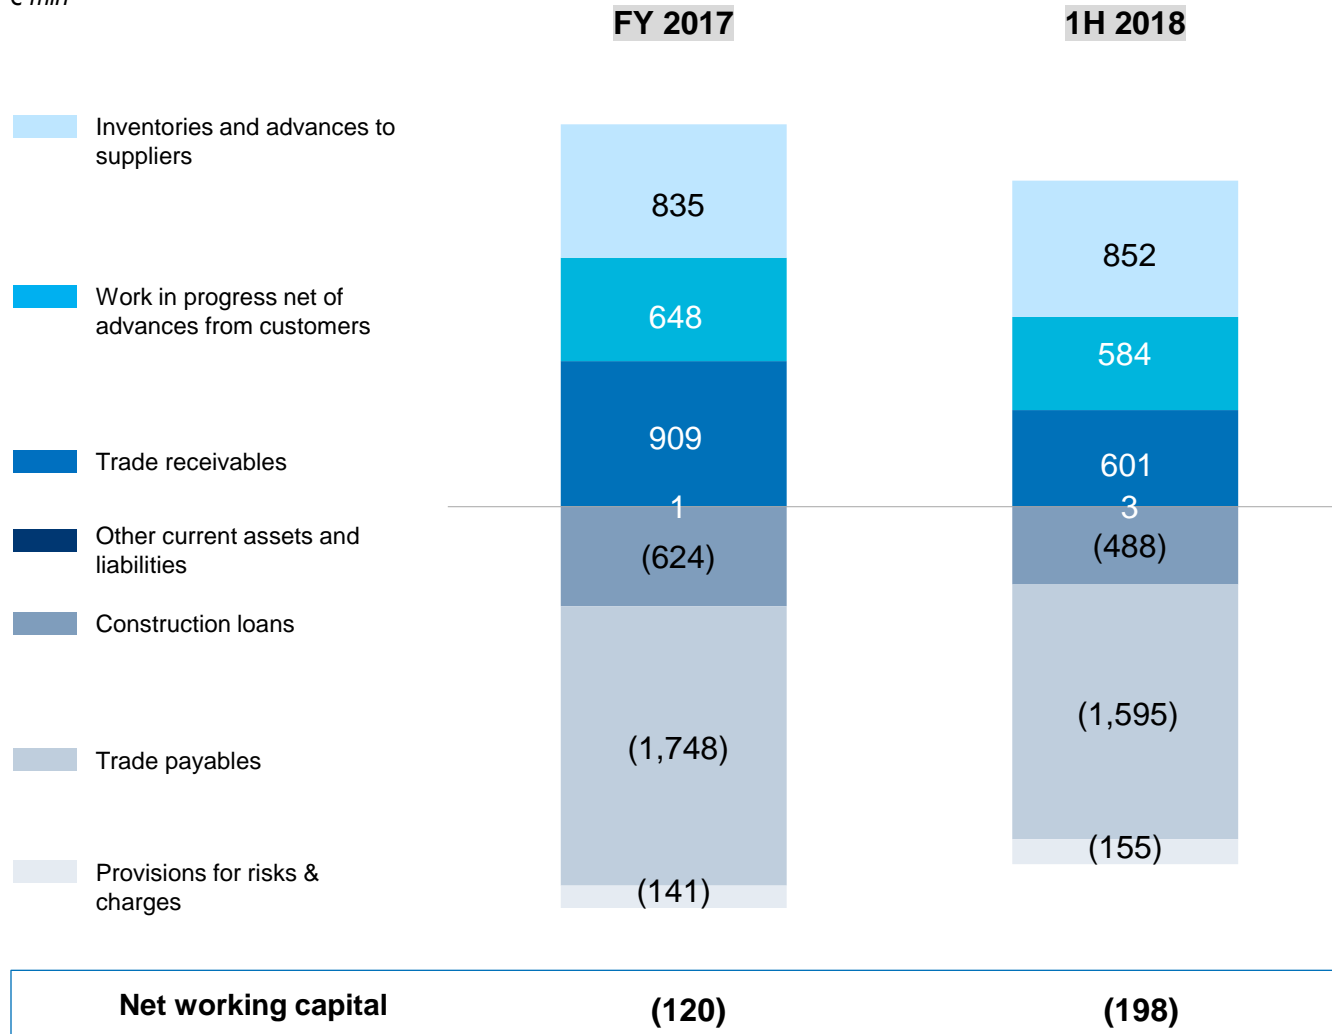 € mln
FY 2017
1H 2018
Inventories and advances to
suppliers
835
852
Work in progress net of
advances from customers
648
584
Trade receivables
909
601
1
3
Other current assets and
liabilities
(624)
(488)
Construction loans
Trade payables
(1,748)
(1,595)
Provisions for risks &
charges
(141)
(155)
Net working capital
(120)
(198)